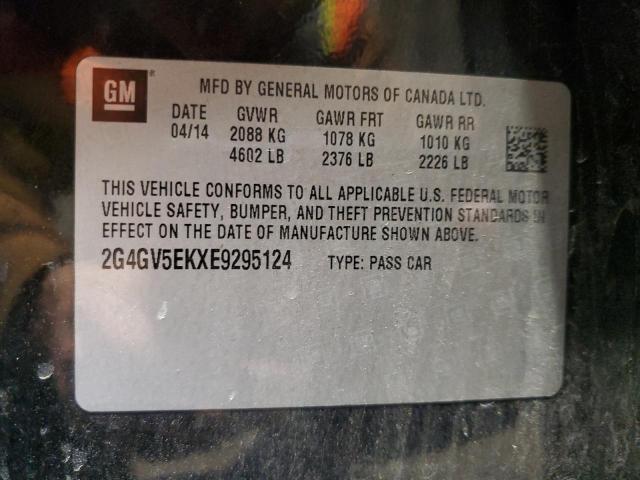 GM ®
MFD BY GENERAL MOTORS OF CANADA LTD.
DATE GVWR GAWR FRT GAWR RR
04/14 2088 KG 1078 KG 1010 KG
4602 LB 2376 LB 2226 LB
THIS VEHICLE CONFORMS TO ALL APPLICABLE U.S. FEDERAL MOTOR
VEHICLE SAFETY, BUMPER, AND THEFT PREVENTION STANDARDS IN
EFFECT ON THE DATE OF MANUFACTURE SHOWN ABOVE.
2G4GV5EKXE9295124 TYPE: PASS CAR